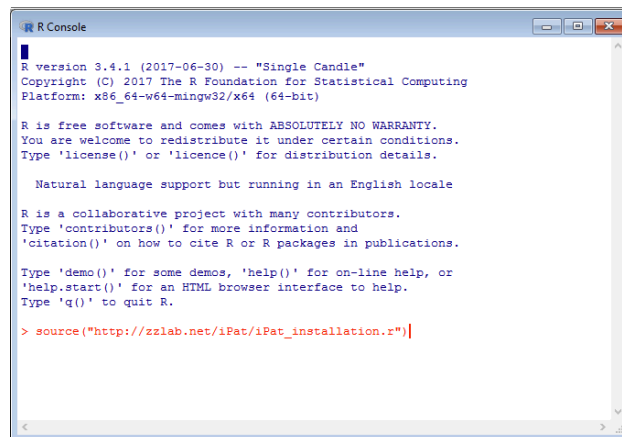 R Console
R version 3.4.1 (2017-06-30) -- "Single Candle"
Copyright (C) 2017 The R Foundation for Statistical Computing
Platform: x86_64-w64-mingw32/x64 (64-bit)
R is free software and comes with ABSOLUTELY NO WARRANTY.
You are welcome to redistribute it under certain conditions.
Type 'license()' or 'licence()' for distribution details.
Natural language support but running in an English locale
R is a collaborative project with many contributors.
Type 'contributors()' for more information and
'citation()' on how to cite R or R packages in publications.
Type 'demo()' for some demos, 'help()' for on-line help, or
'help.start()' for an HTML browser interface to help.
Type 'q()' to quit R.
> source("http://zzlab.net/iPat/iPat_installation.r")